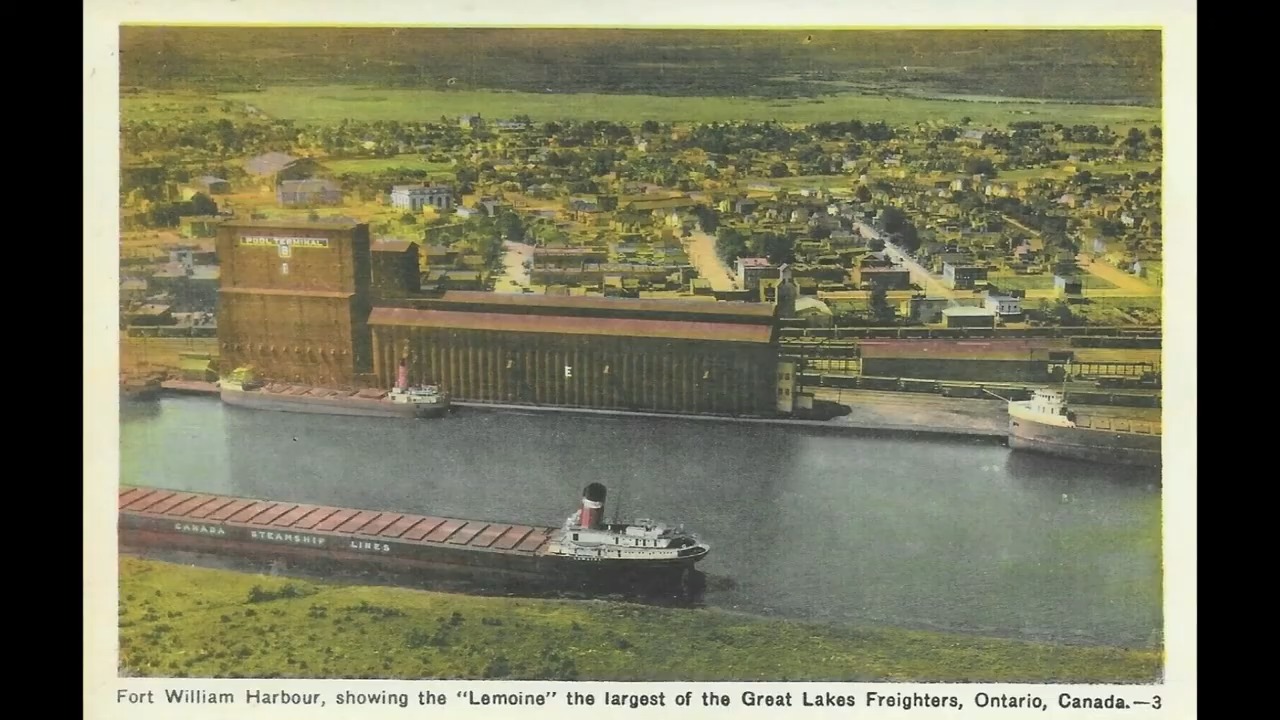 POOL TERMINAL
B
E
CANADA STEAMSHIP LINES
Fort William Harbour, showing the "Lemoine" the largest of the Great Lakes Freighters, Ontario, Canada.—3